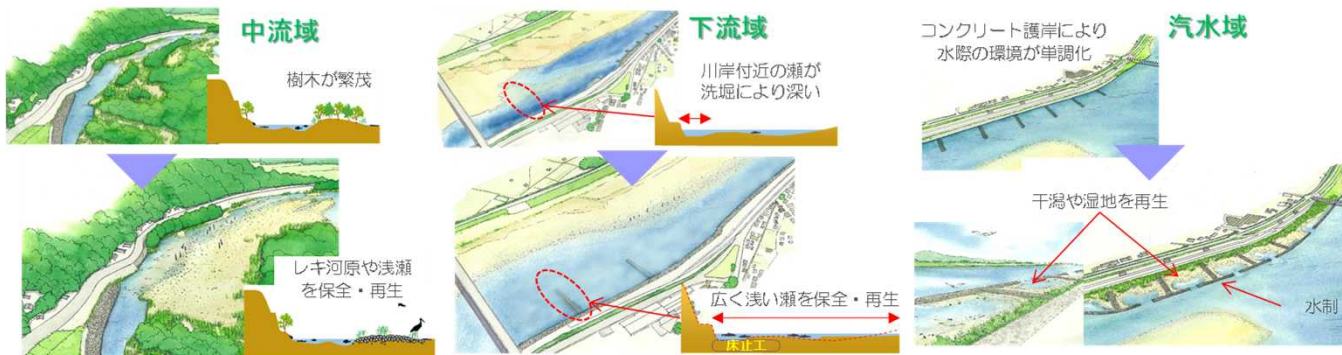 中流域
樹木が繁茂
レキ河原や浅瀬
を保全・再生
下流域
川岸付近の瀬が
洗堀により深い
広く浅い瀬を保全・再生
床止工
汽水域
コンクリート護岸により
水際の環境が単調化
干潟や湿地を再生
水制